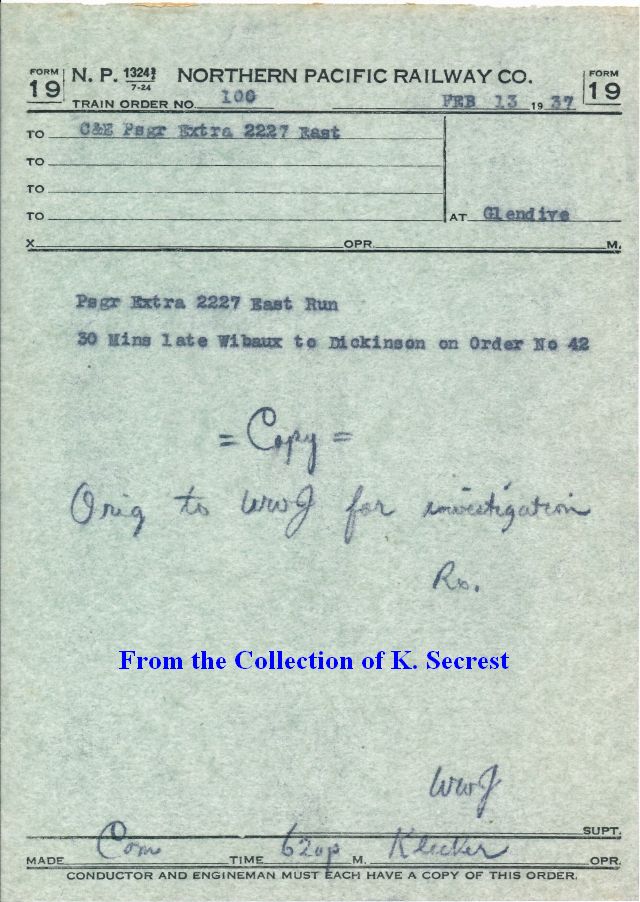 FORM 19 N. P. 1324½ 7-24 NORTHERN PACIFIC RAILWAY CO. FORM 19
TRAIN ORDER NO. 100 FEB 13 1937
TO C&E Psgr Extra 2227 East
TO
TO
TO AT Glendive
X OPR. M.
Psgr Extra 2227 East Run
30 Mins late Wibaux to Dickinson on Order No 42
= Copy =
Orig to WWJ for investigation
From the Collection of K. Secrest
WWJ
SUPT.
MADE Com TIME 620p M. Klecker OPR.
CONDUCTOR AND ENGINEMAN MUST EACH HAVE A COPY OF THIS ORDER.